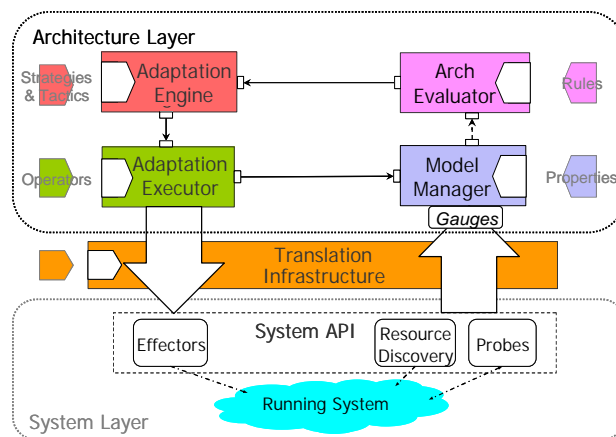 Architecture Layer
Strategies
& Tactics
Adaptation
Engine
Arch
Evaluator
Rules
Operators
Adaptation
Executor
Model
Manager
Properties
Gauges
Translation
Infrastructure
System API
Effectors
Resource
Discovery
Probes
Running System
System Layer